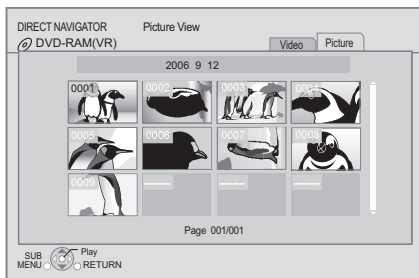 DIRECT NAVIGATOR Picture View
DVD-RAM(VR) Video Picture
2006 9 12
0001 0002 0003 0004
0005 0006 0007 0008
0009 ---- ---- ----
Page 001/001
SUB MENU Play RETURN